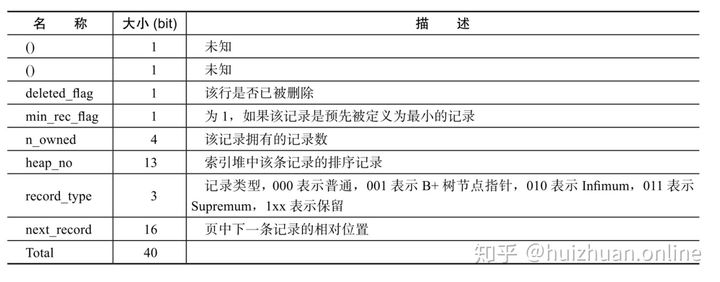 名 称 大小 (bit) 描 述
() 1 未知
() 1 未知
deleted_flag 1 该行是否已被删除
min_rec_flag 1 为 1，如果该记录是预先被定义为最小的记录
n_owned 4 该记录拥有的记录数
heap_no 13 索引堆中该条记录的排序记录
record_type 3 记录类型，000 表示普通，001 表示 B+ 树节点指针，010 表示 Infimum，011 表示
Supremum，1xx 表示保留
next_record 16 页中下一条记录的相对位置
Total 40
知乎 @huizhuan.online